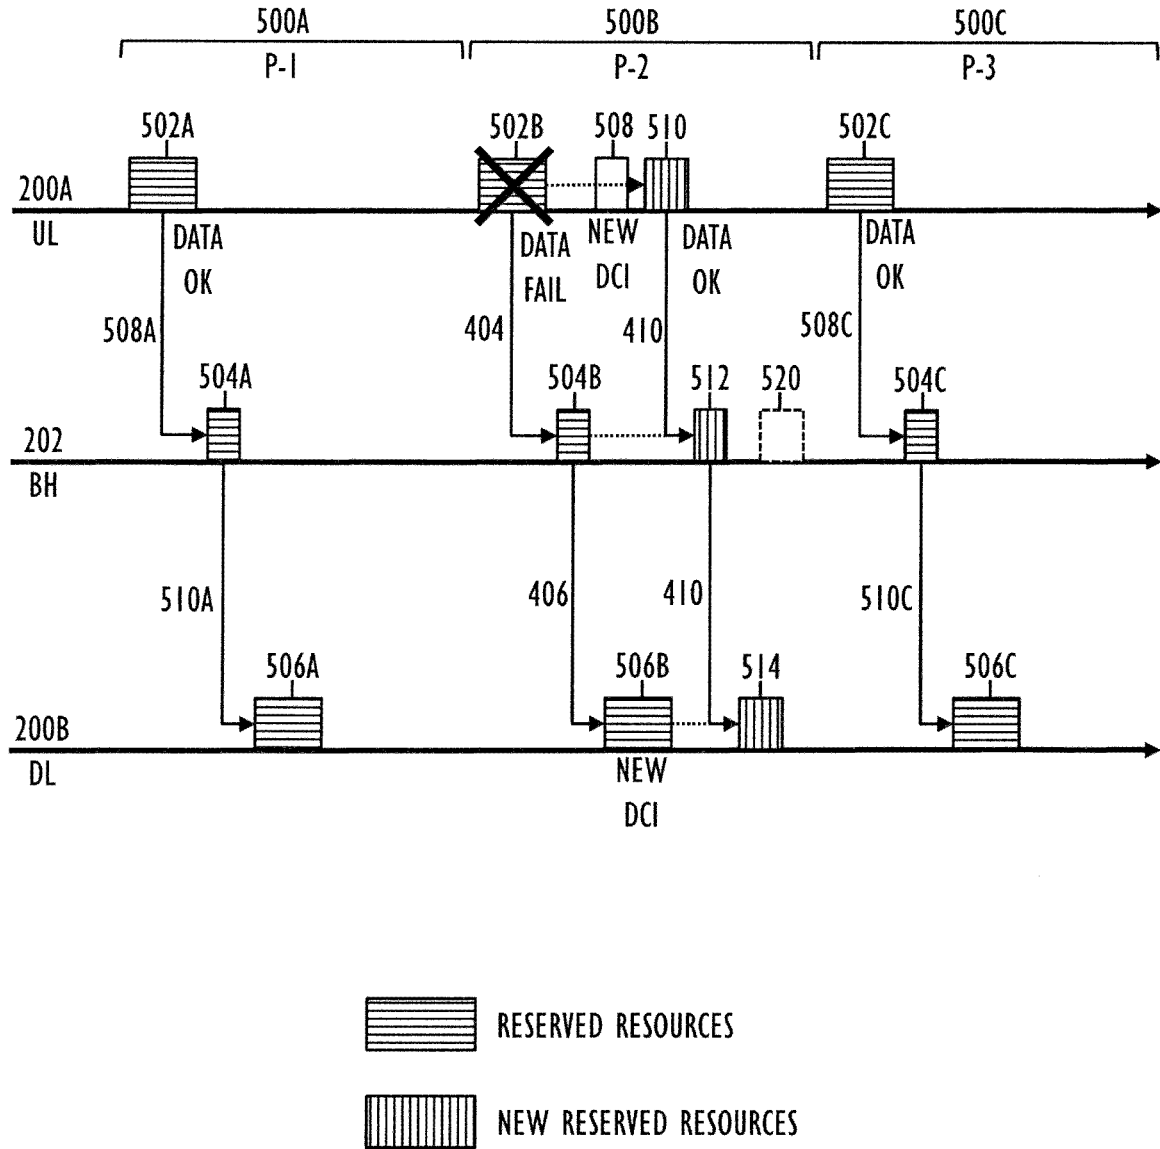 500A 500B 500C
P-1 P-2 P-3
502A 502B 508 510 502C
200A
UL DATA OK DATA FAIL NEW DCI DATA OK DATA OK
508A 404 410 508C
504A 504B 512 520 504C
202
BH
510A 406 410 510C
506A 506B 514 506C
200B
DL NEW DCI
RESERVED RESOURCES
NEW RESERVED RESOURCES